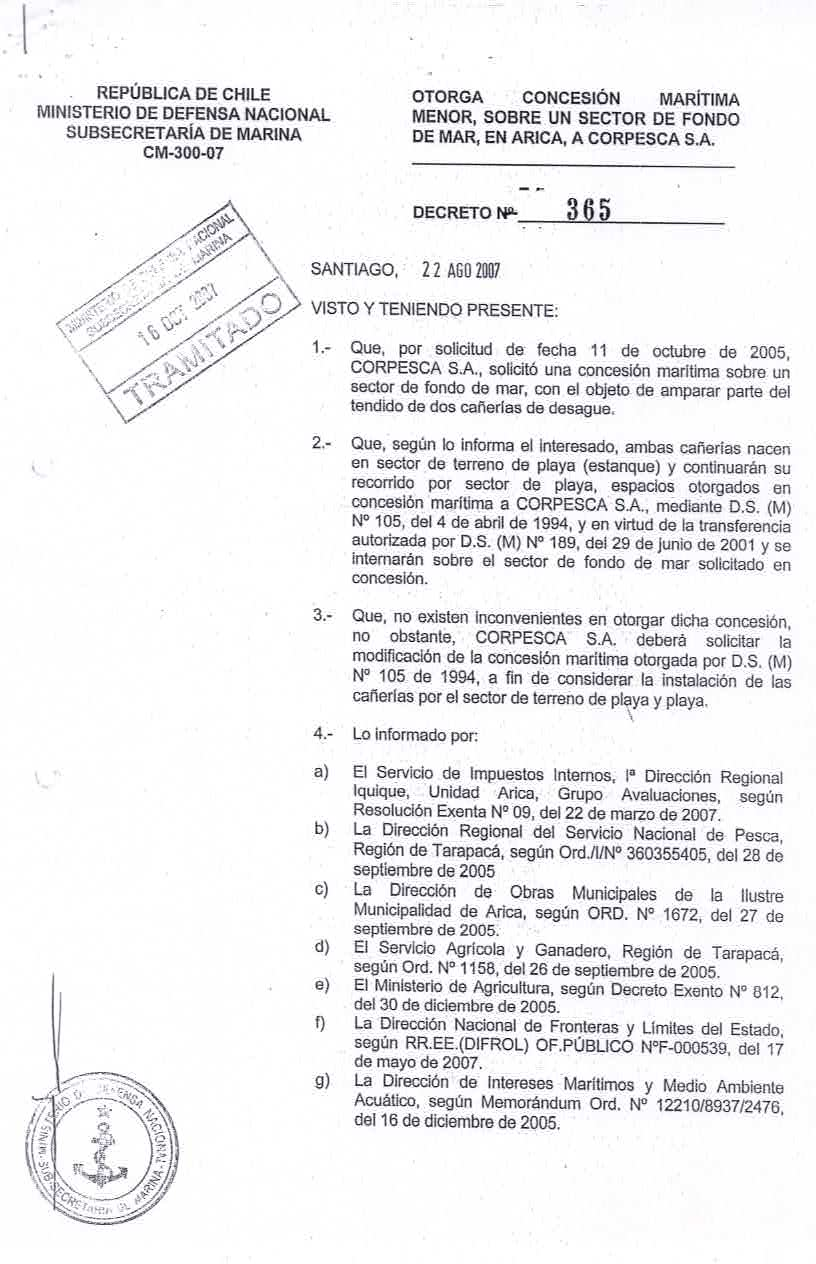 REPÚBLICA DE CHILE
MINISTERIO DE DEFENSA NACIONAL
SUBSECRETARÍA DE MARINA
CM-300-07
OTORGA CONCESIÓN MARÍTIMA
MENOR, SOBRE UN SECTOR DE FONDO
DE MAR, EN ARICA, A CORPESCA S.A.
DECRETO Nº 365
MINISTERIO DE DEFENSA NACIONAL
SUBSECRETARIA DE MARINA
16 OCT 2007
TRAMITADO
SANTIAGO, 22 AGO 2007
VISTO Y TENIENDO PRESENTE:
1.- Que, por solicitud de fecha 11 de octubre de 2005,
CORPESCA S.A., solicitó una concesión marítima sobre un
sector de fondo de mar, con el objeto de amparar parte del
tendido de dos cañerías de desague.
2.- Que, según lo informa el interesado, ambas cañerías nacen
en sector de terreno de playa (estanque) y continuarán su
recorrido por sector de playa, espacios otorgados en
concesión marítima a CORPESCA S.A., mediante D.S. (M)
Nº 105, del 4 de abril de 1994, y en virtud de la transferencia
autorizada por D.S. (M) Nº 189, del 29 de junio de 2001 y se
internarán sobre el sector de fondo de mar solicitado en
concesión.
3.- Que, no existen inconvenientes en otorgar dicha concesión,
no obstante, CORPESCA S.A. deberá solicitar la
modificación de la concesión marítima otorgada por D.S. (M)
Nº 105 de 1994, a fin de considerar la instalación de las
cañerías por el sector de terreno de playa y playa.
4.- Lo informado por:
a) El Servicio de Impuestos Internos, Iª Dirección Regional
Iquique, Unidad Arica, Grupo Avaluaciones, según
Resolución Exenta Nº 09, del 22 de marzo de 2007.
b) La Dirección Regional del Servicio Nacional de Pesca,
Región de Tarapacá, según Ord./I/Nº 360355405, del 28 de
septiembre de 2005
c) La Dirección de Obras Municipales de la Ilustre
Municipalidad de Arica, según ORD. Nº 1672, del 27 de
septiembre de 2005.
d) El Servicio Agrícola y Ganadero, Región de Tarapacá,
según Ord. Nº 1158, del 26 de septiembre de 2005.
e) El Ministerio de Agricultura, según Decreto Exento Nº 812,
del 30 de diciembre de 2005.
f) La Dirección Nacional de Fronteras y Límites del Estado,
según RR.EE.(DIFROL) OF.PÚBLICO NºF-000539, del 17
de mayo de 2007.
g) La Dirección de Intereses Marítimos y Medio Ambiente
Acuático, según Memorándum Ord. Nº 12210/8937/2476,
del 16 de diciembre de 2005.
MINISTERIO DE DEFENSA NACIONAL
SUBSECRETARIA DE MARINA